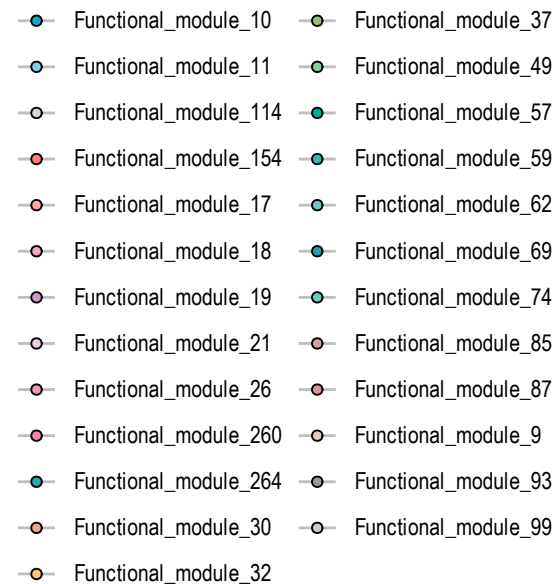 Functional_module_10
Functional_module_11
Functional_module_114
Functional_module_154
Functional_module_17
Functional_module_18
Functional_module_19
Functional_module_21
Functional_module_26
Functional_module_260
Functional_module_264
Functional_module_30
Functional_module_32
Functional_module_37
Functional_module_49
Functional_module_57
Functional_module_59
Functional_module_62
Functional_module_69
Functional_module_74
Functional_module_85
Functional_module_87
Functional_module_9
Functional_module_93
Functional_module_99